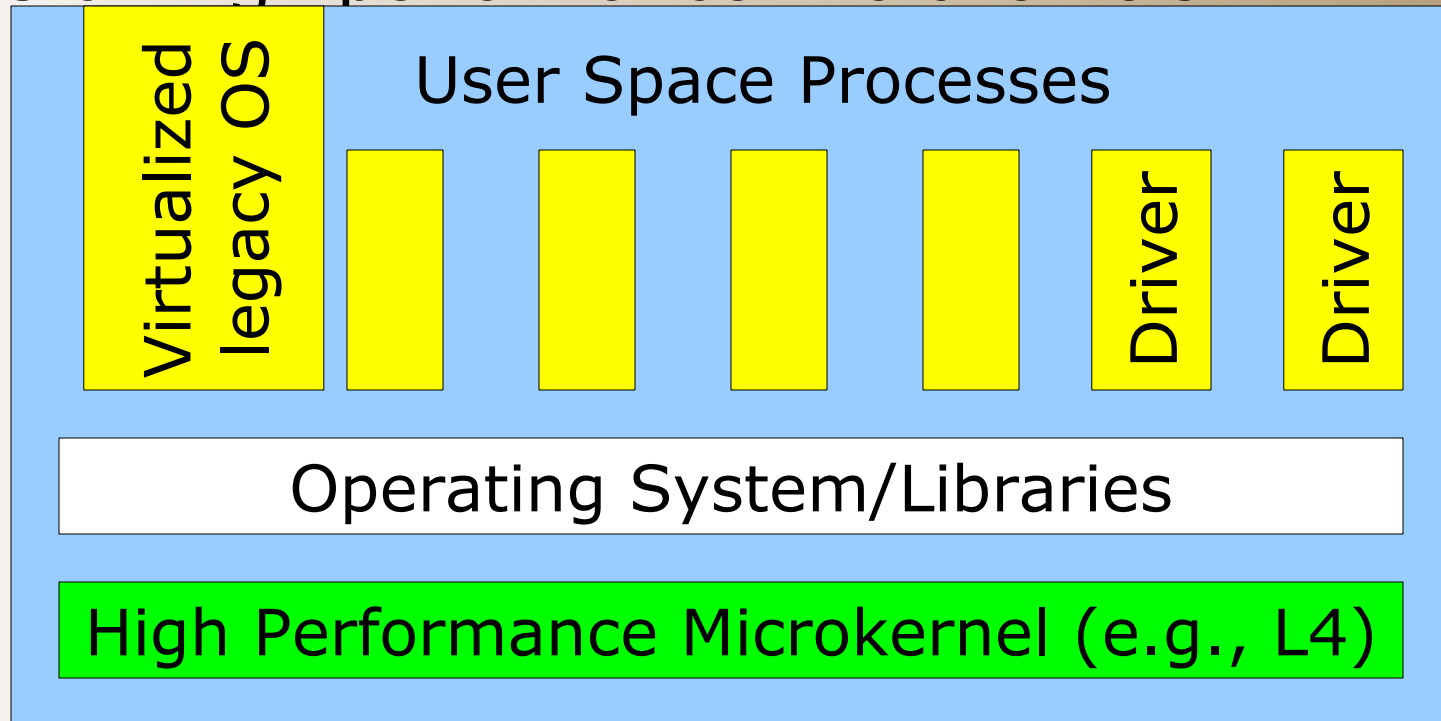 User Space Processes
Virtualized
legacy OS
Driver
Driver
Operating System/Libraries
High Performance Microkernel (e.g., L4)